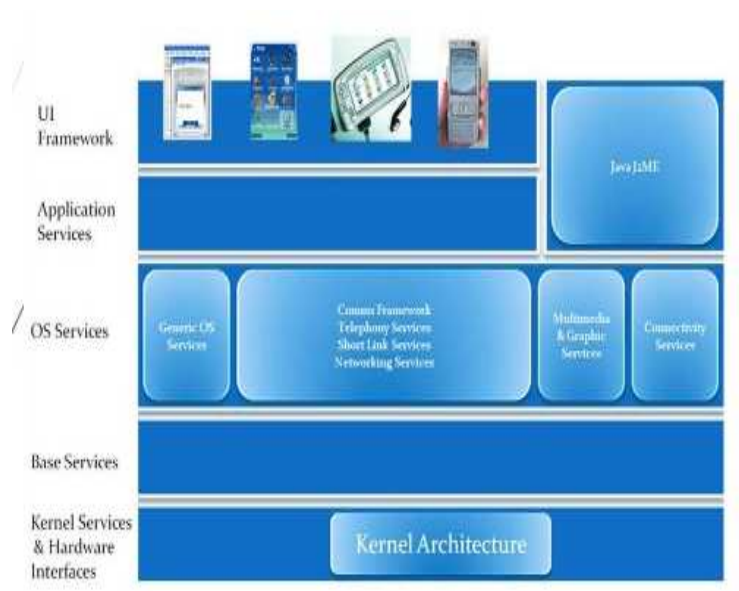 UI
Framework
Java J2ME
Application
Services
OS Services
Generic OS
Services
Comms Framework
Telephony Services
Short Link Services
Networking Services
Multimedia
& Graphic
Services
Connectivity
Services
Base Services
Kernel Services
& Hardware
Interfaces
Kernel Architecture